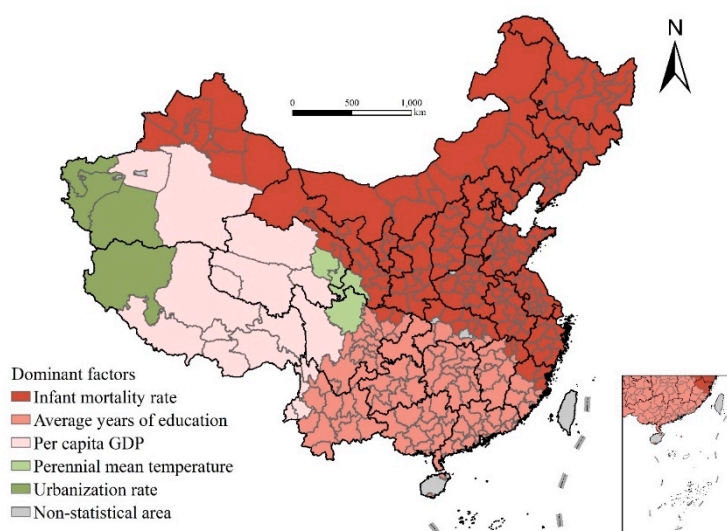 N
0 500 1,000
km
Dominant factors
Infant mortality rate
Average years of education
Per capita GDP
Perennial mean temperature
Urbanization rate
Non-statistical area